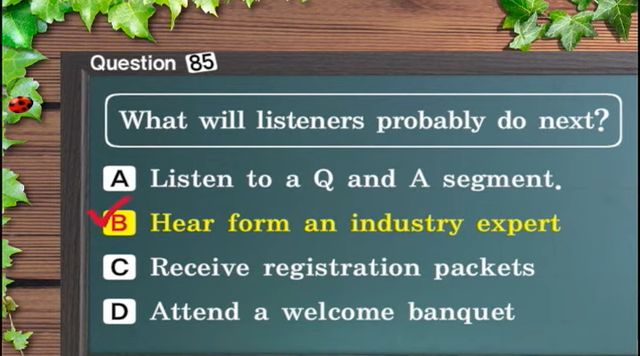 Question 85
What will listeners probably do next?
A Listen to a Q and A segment.
B Hear form an industry expert
C Receive registration packets
D Attend a welcome banquet